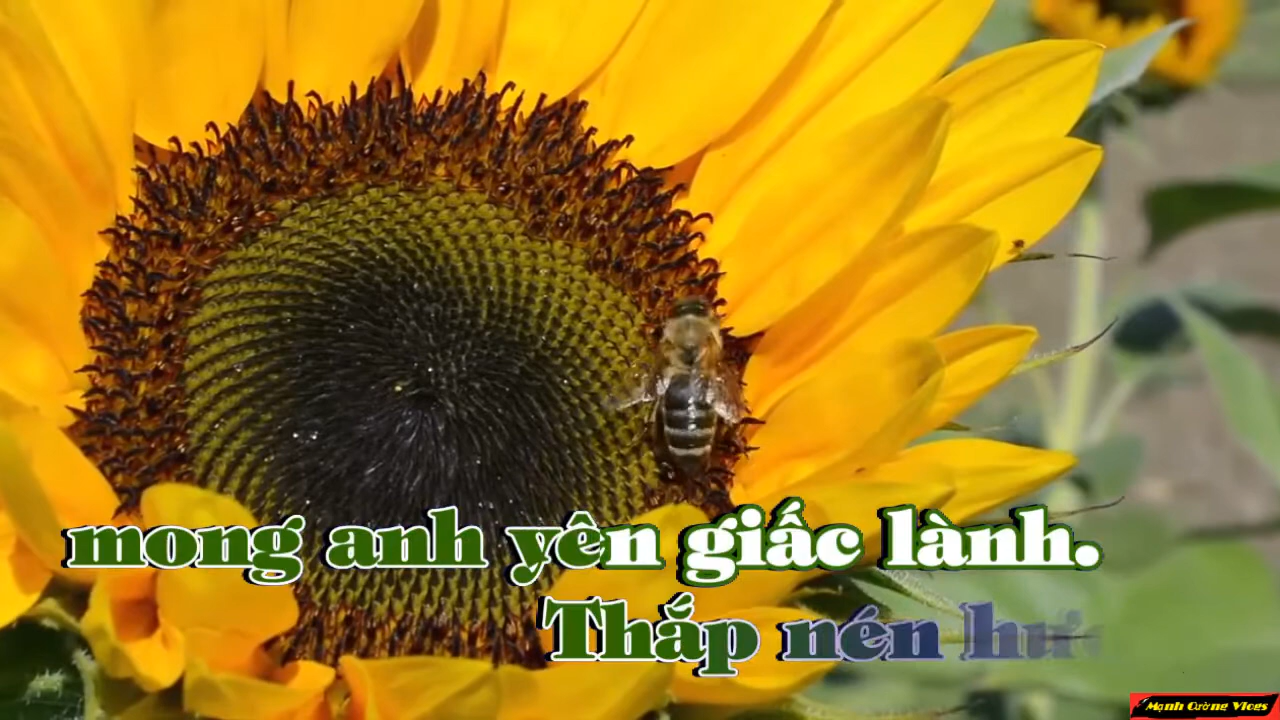 mong anh yên giấc lành.
Thắp nén
Mạnh Cường Vlogs